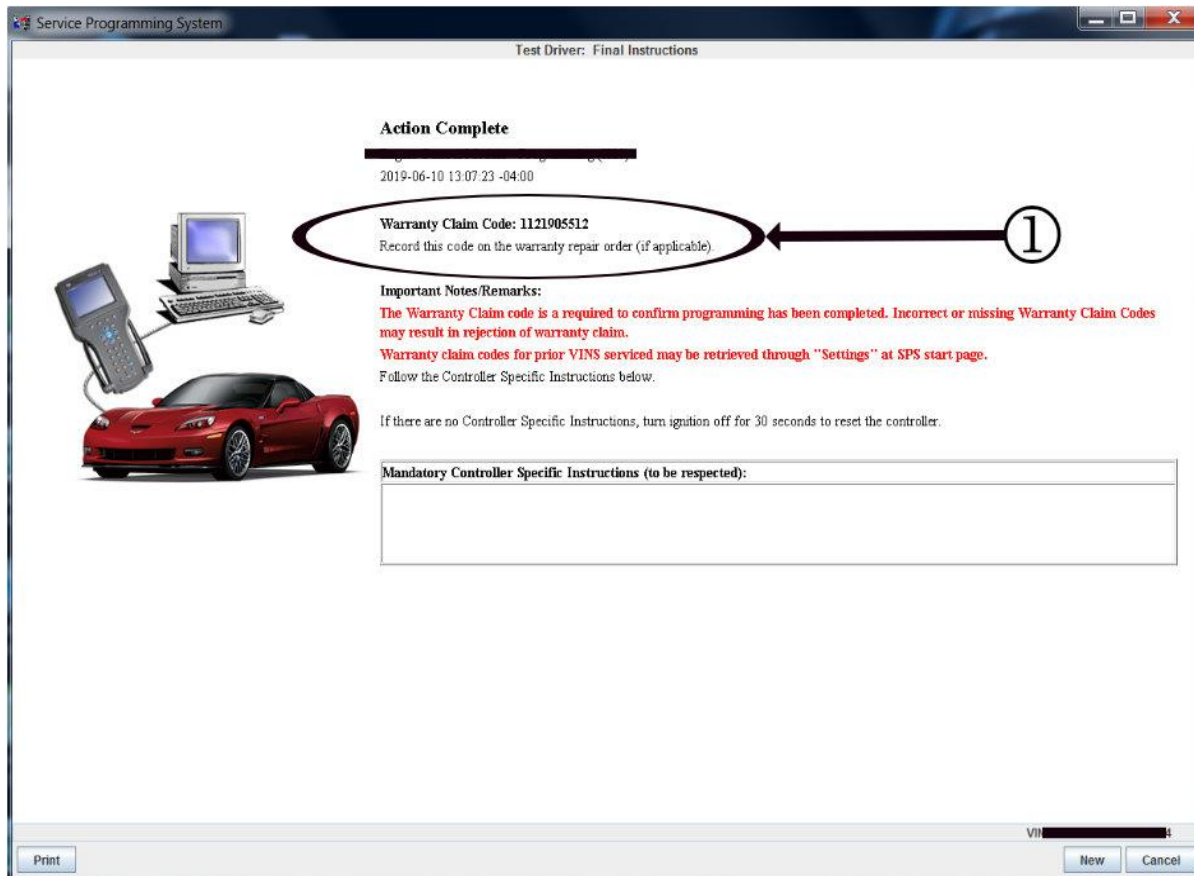 Service Programming System
Test Driver: Final Instructions
Action Complete
2019-06-10 13:07:23 -04:00
Warranty Claim Code: 1121905512
Record this code on the warranty repair order (if applicable).
①
Important Notes/Remarks:
The Warranty Claim code is a required to confirm programming has been completed. Incorrect or missing Warranty Claim Codes
may result in rejection of warranty claim.
Warranty claim codes for prior VINS serviced may be retrieved through "Settings" at SPS start page.
Follow the Controller Specific Instructions below.
If there are no Controller Specific Instructions, turn ignition off for 30 seconds to reset the controller.
Mandatory Controller Specific Instructions (to be respected):
4
Print
New
Cancel